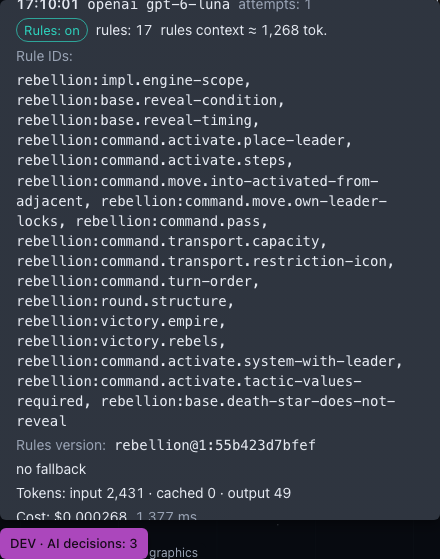 17:10:01 openai gpt-6-luna attempts: 1
Rules: on rules: 17 rules context ≈ 1,268 tok.
Rule IDs:
rebellion:impl.engine-scope,
rebellion:base.reveal-condition,
rebellion:base.reveal-timing,
rebellion:command.activate.place-leader,
rebellion:command.activate.steps,
rebellion:command.move.into-activated-from-
adjacent, rebellion:command.move.own-leader-
locks, rebellion:command.pass,
rebellion:command.transport.capacity,
rebellion:command.transport.restriction-icon,
rebellion:command.turn-order,
rebellion:round.structure,
rebellion:victory.empire,
rebellion:victory.rebels,
rebellion:command.activate.system-with-leader,
rebellion:command.activate.tactic-values-
required, rebellion:base.death-star-does-not-
reveal
Rules version: rebellion@1:55b423d7bfef
no fallback
Tokens: input 2,431 · cached 0 · output 49
Cost: $0.000268 1,377 ms
DEV · AI decisions: 3
graphics